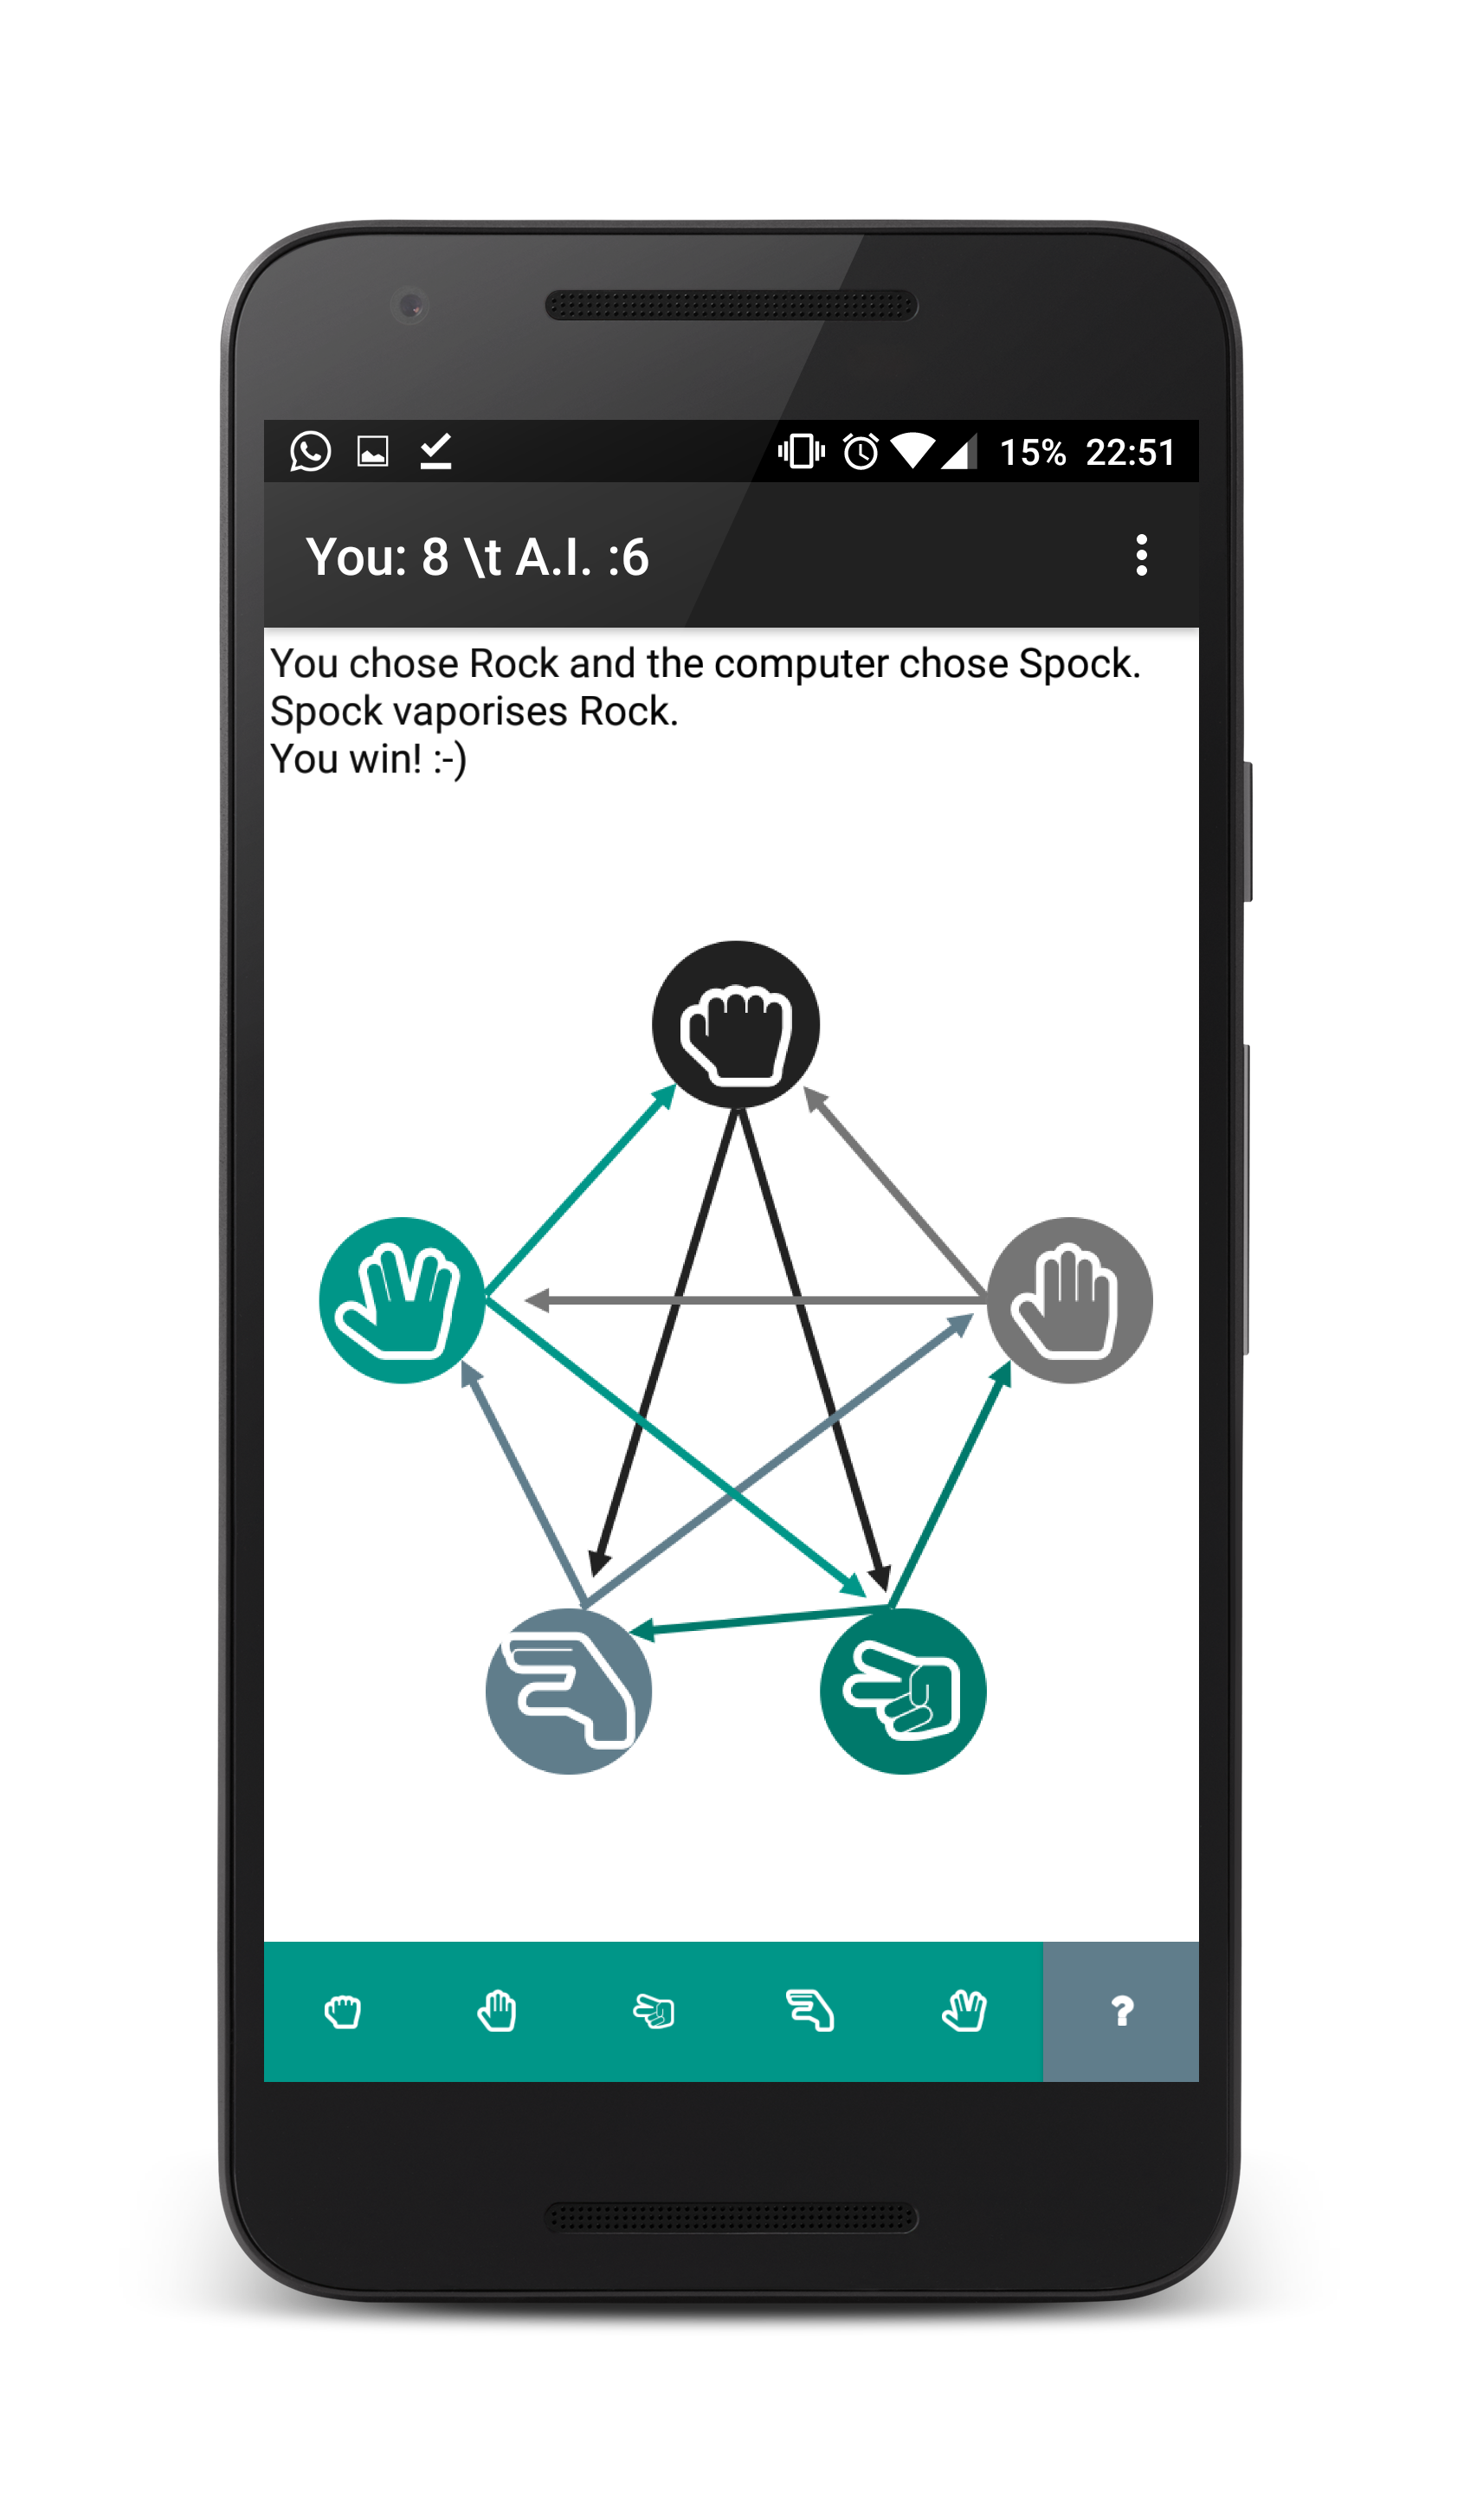 15% 22:51
You: 8 \t A.I. :6
You chose Rock and the computer chose Spock.
Spock vaporises Rock.
You win! :-)
?